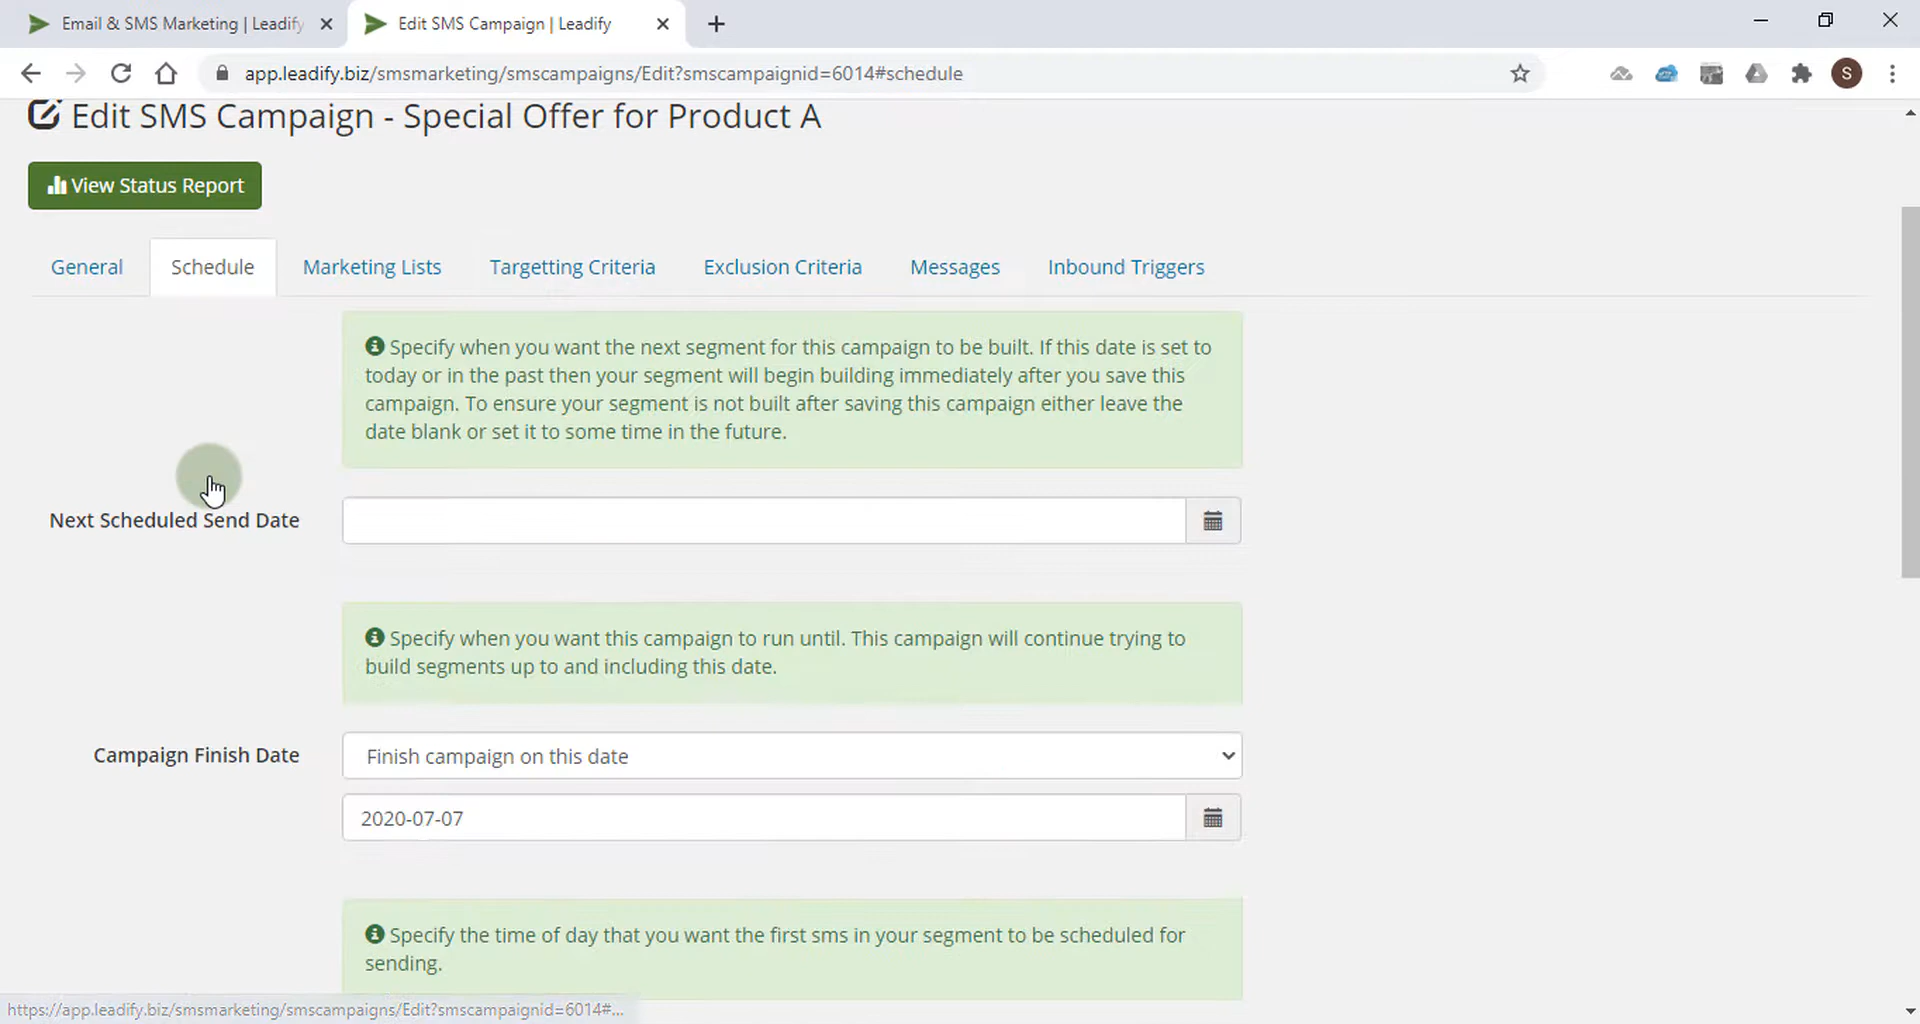 Email & SMS Marketing | Leadify
Edit SMS Campaign | Leadify
app.leadify.biz/smsmarketing/smscampaigns/Edit?smscampaignid=6014#schedule
S
Edit SMS Campaign - Special Offer for Product A
View Status Report
General
Schedule
Marketing Lists
Targetting Criteria
Exclusion Criteria
Messages
Inbound Triggers
Specify when you want the next segment for this campaign to be built. If this date is set to
today or in the past then your segment will begin building immediately after you save this
campaign. To ensure your segment is not built after saving this campaign either leave the
date blank or set it to some time in the future.
Next Scheduled Send Date
Specify when you want this campaign to run until. This campaign will continue trying to
build segments up to and including this date.
Campaign Finish Date
Finish campaign on this date
2020-07-07
Specify the time of day that you want the first sms in your segment to be scheduled for
sending.
https://app.leadify.biz/smsmarketing/smscampaigns/Edit?smscampaignid=6014#...